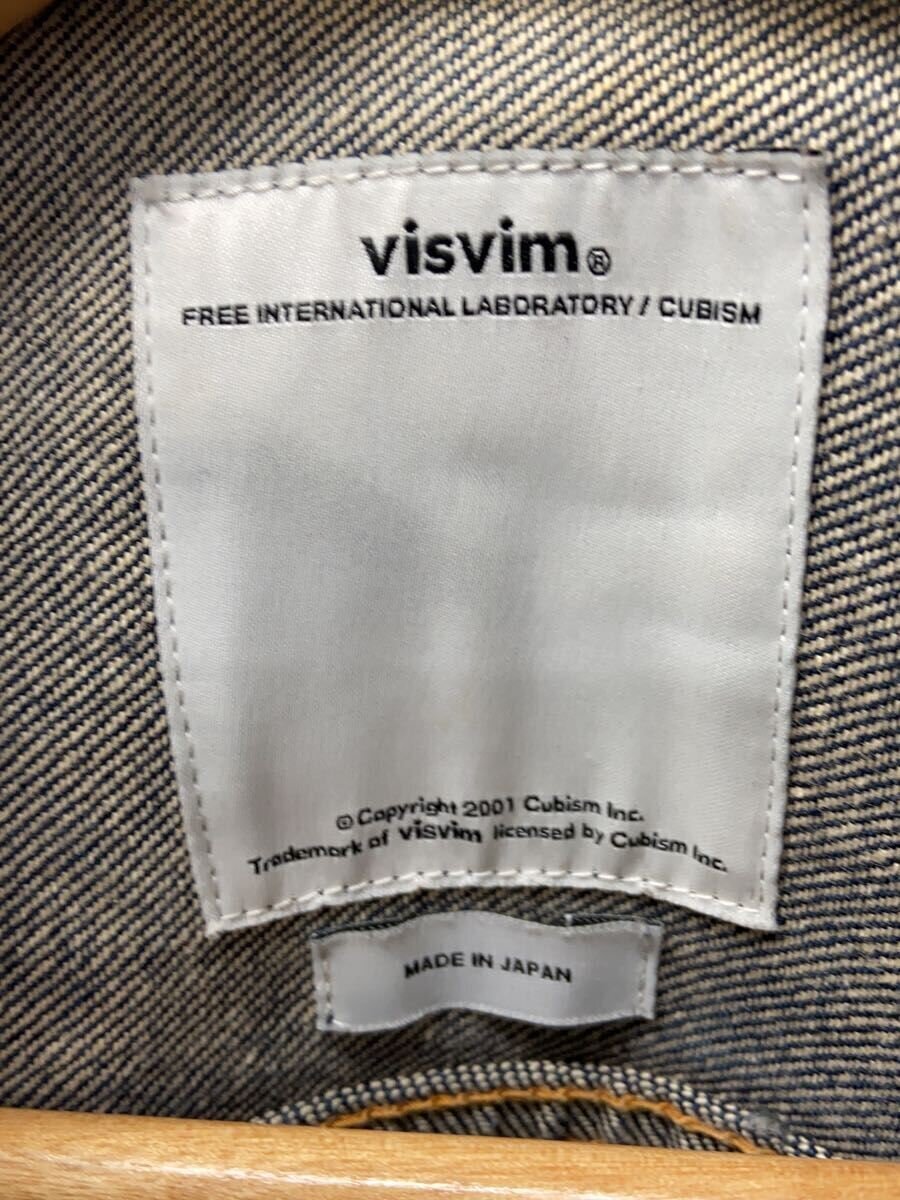 visvim®
FREE INTERNATIONAL LABORATORY / CUBISM
© Copyright 2001 Cubism Inc.
Trademark of visvim licensed by Cubism Inc.
MADE IN JAPAN